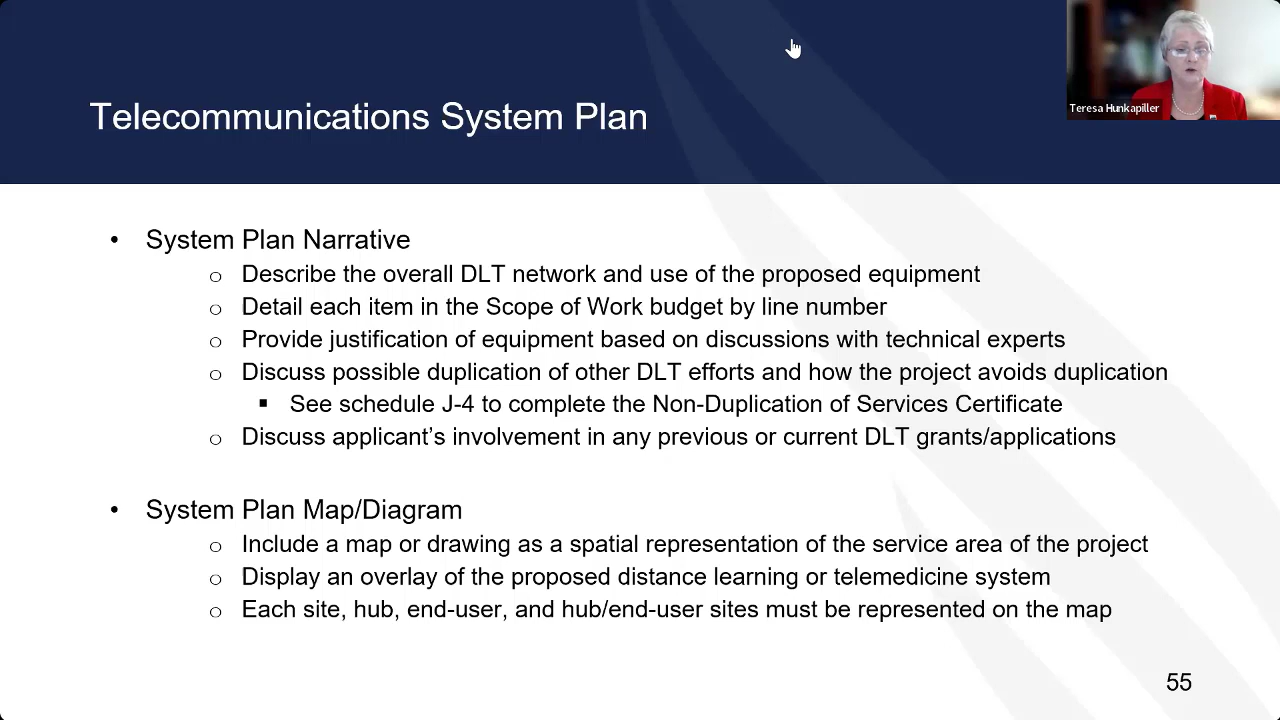 Teresa Hunkapiller
Telecommunications System Plan
• System Plan Narrative
o Describe the overall DLT network and use of the proposed equipment
o Detail each item in the Scope of Work budget by line number
o Provide justification of equipment based on discussions with technical experts
o Discuss possible duplication of other DLT efforts and how the project avoids duplication
▪ See schedule J-4 to complete the Non-Duplication of Services Certificate
o Discuss applicant’s involvement in any previous or current DLT grants/applications
• System Plan Map/Diagram
o Include a map or drawing as a spatial representation of the service area of the project
o Display an overlay of the proposed distance learning or telemedicine system
o Each site, hub, end-user, and hub/end-user sites must be represented on the map
55